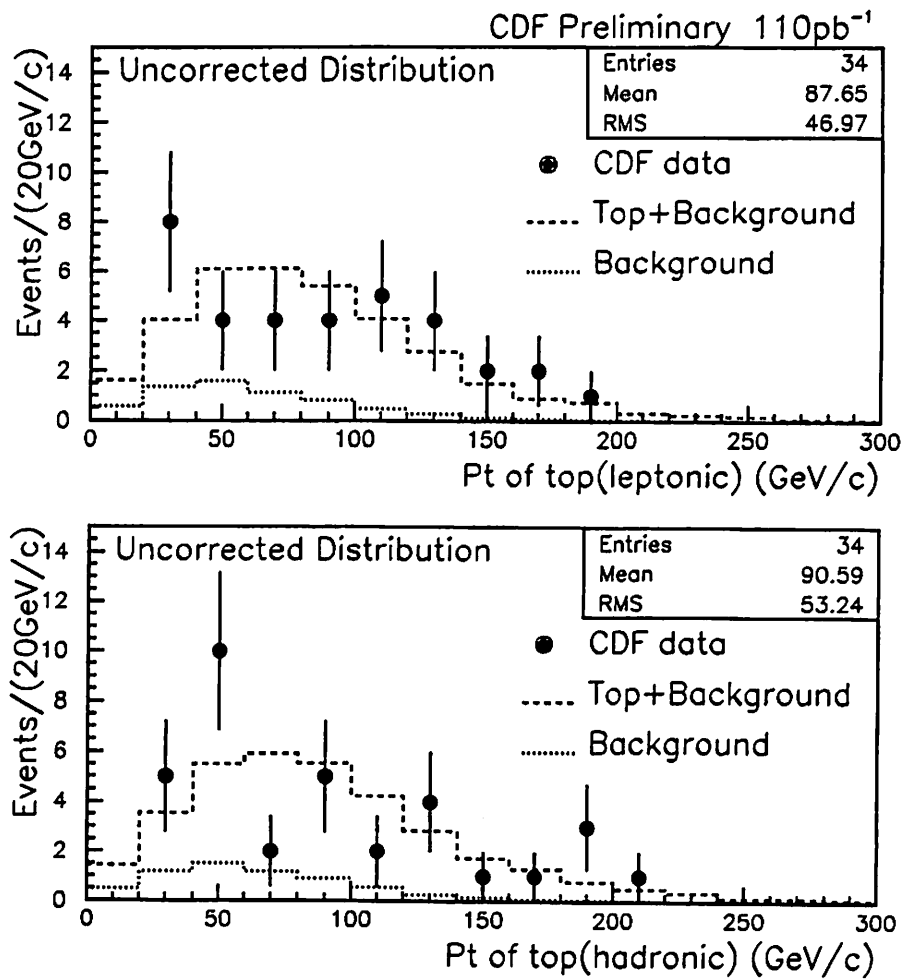 CDF Preliminary 110pb⁻¹
Uncorrected Distribution
Entries 34
Mean 87.65
RMS 46.97
CDF data
Top+Background
Background
Events/(20GeV/c)
14
12
10
8
6
4
2
0
0 50 100 150 200 250 300
Pt of top(leptonic) (GeV/c)
Uncorrected Distribution
Entries 34
Mean 90.59
RMS 53.24
CDF data
Top+Background
Background
Events/(20GeV/c)
14
12
10
8
6
4
2
0
0 50 100 150 200 250 300
Pt of top(hadronic) (GeV/c)